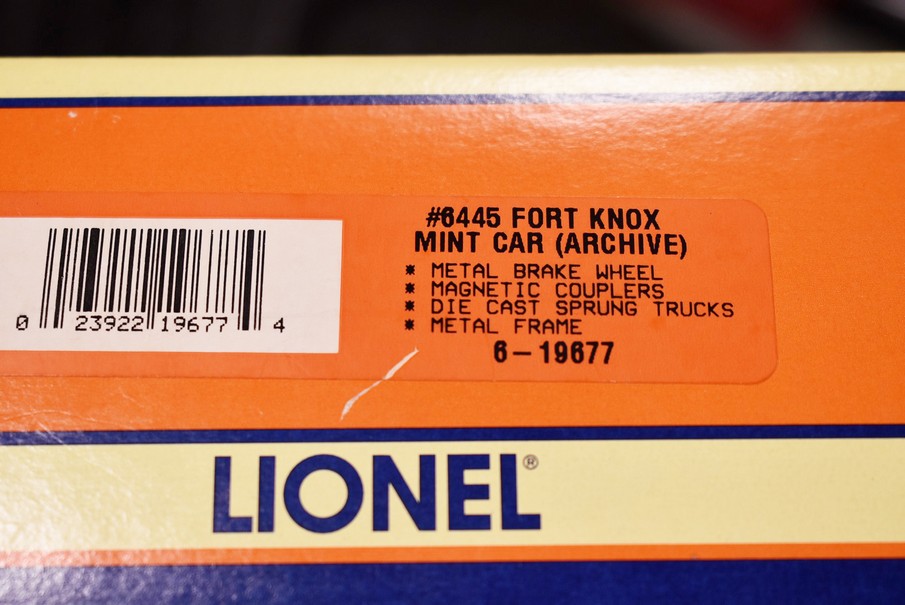 #6445 FORT KNOX
MINT CAR (ARCHIVE)
* METAL BRAKE WHEEL
* MAGNETIC COUPLERS
* DIE CAST SPRUNG TRUCKS
* METAL FRAME
6-19677
0 23922 19677 4
LIONEL®